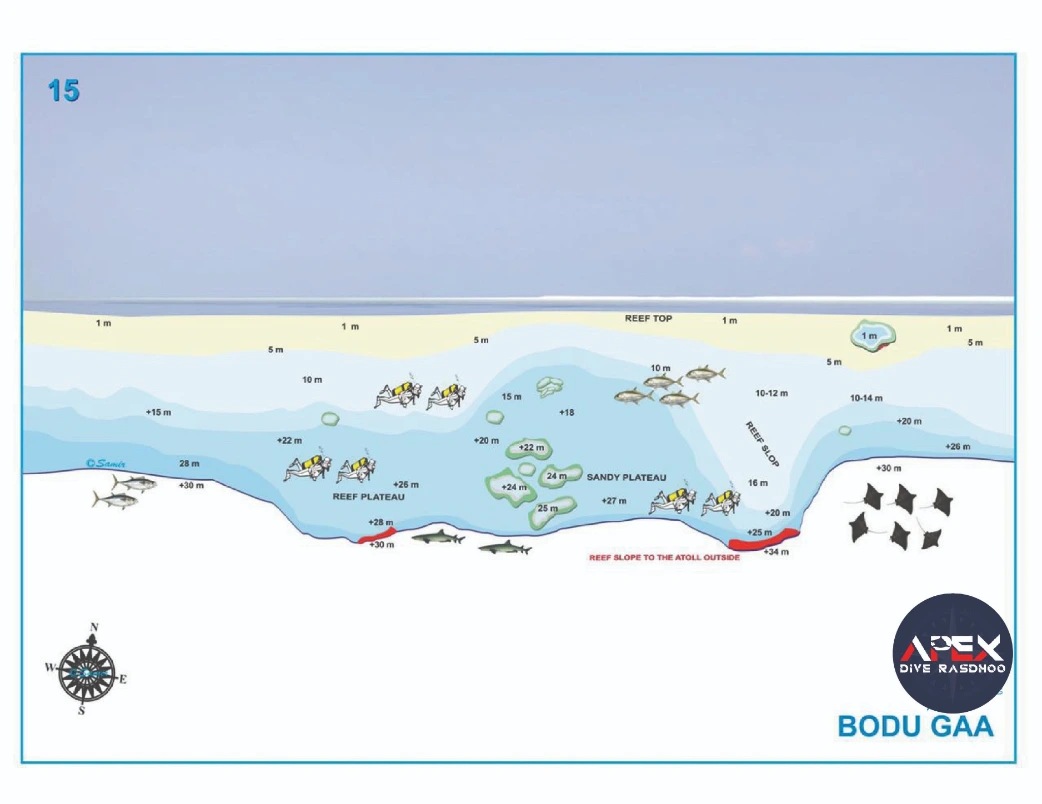 15
REEF TOP
1 m
1 m
1 m
1 m
1 m
5 m
5 m
5 m
5 m
10 m
10 m
15 m
10-12 m
10-14 m
+15 m
+18
+20 m
+22 m
+20 m
+22 m
+26 m
REEF SLOP
©Samir
28 m
+30 m
+26 m
REEF PLATEAU
+24 m
24 m
SANDY PLATEAU
25 m
+27 m
16 m
+30 m
+20 m
+28 m
+30 m
+25 m
+34 m
REEF SLOPE TO THE ATOLL OUTSIDE
N
W
E
S
APEX
DIVE RASDHOO
BODU GAA